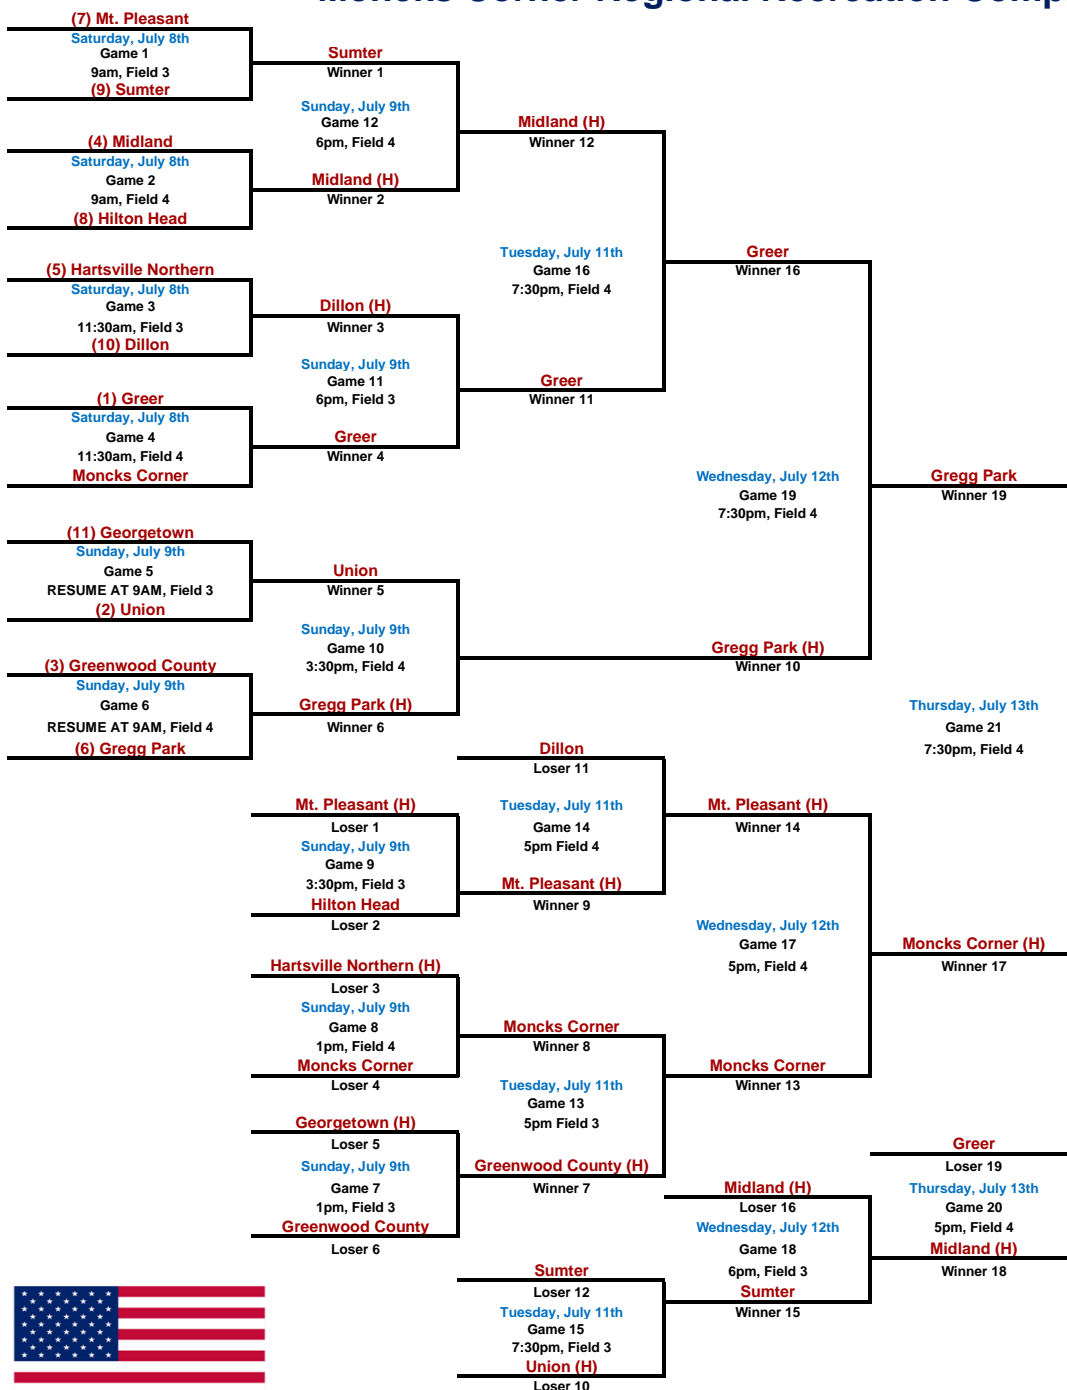 Moncks Corner Regional Recreation Comp
(7) Mt. Pleasant
Saturday, July 8th
Game 1
9am, Field 3
(9) Sumter
Sumter
Winner 1
Sunday, July 9th
Game 12
6pm, Field 4
Midland (H)
Winner 12
(4) Midland
Saturday, July 8th
Game 2
9am, Field 4
(8) Hilton Head
Midland (H)
Winner 2
Tuesday, July 11th
Game 16
7:30pm, Field 4
Greer
Winner 16
(5) Hartsville Northern
Saturday, July 8th
Game 3
11:30am, Field 3
(10) Dillon
Dillon (H)
Winner 3
Sunday, July 9th
Game 11
6pm, Field 3
Greer
Winner 11
(1) Greer
Saturday, July 8th
Game 4
11:30am, Field 4
Moncks Corner
Greer
Winner 4
Wednesday, July 12th
Game 19
7:30pm, Field 4
Gregg Park
Winner 19
(11) Georgetown
Sunday, July 9th
Game 5
RESUME AT 9AM, Field 3
(2) Union
Union
Winner 5
Sunday, July 9th
Game 10
3:30pm, Field 4
Gregg Park (H)
Winner 10
(3) Greenwood County
Sunday, July 9th
Game 6
RESUME AT 9AM, Field 4
(6) Gregg Park
Gregg Park (H)
Winner 6
Thursday, July 13th
Game 21
7:30pm, Field 4
Dillon
Loser 11
Mt. Pleasant (H)
Loser 1
Sunday, July 9th
Game 9
3:30pm, Field 3
Hilton Head
Loser 2
Tuesday, July 11th
Game 14
5pm Field 4
Mt. Pleasant (H)
Winner 9
Mt. Pleasant (H)
Winner 14
Wednesday, July 12th
Game 17
5pm, Field 4
Moncks Corner (H)
Winner 17
Hartsville Northern (H)
Loser 3
Sunday, July 9th
Game 8
1pm, Field 4
Moncks Corner
Loser 4
Moncks Corner
Winner 8
Tuesday, July 11th
Game 13
5pm Field 3
Moncks Corner
Winner 13
Georgetown (H)
Loser 5
Sunday, July 9th
Game 7
1pm, Field 3
Greenwood County
Loser 6
Greenwood County (H)
Winner 7
Greer
Loser 19
Thursday, July 13th
Game 20
5pm, Field 4
Midland (H)
Winner 18
Midland (H)
Loser 16
Wednesday, July 12th
Game 18
6pm, Field 3
Sumter
Winner 15
Sumter
Loser 12
Tuesday, July 11th
Game 15
7:30pm, Field 3
Union (H)
Loser 10